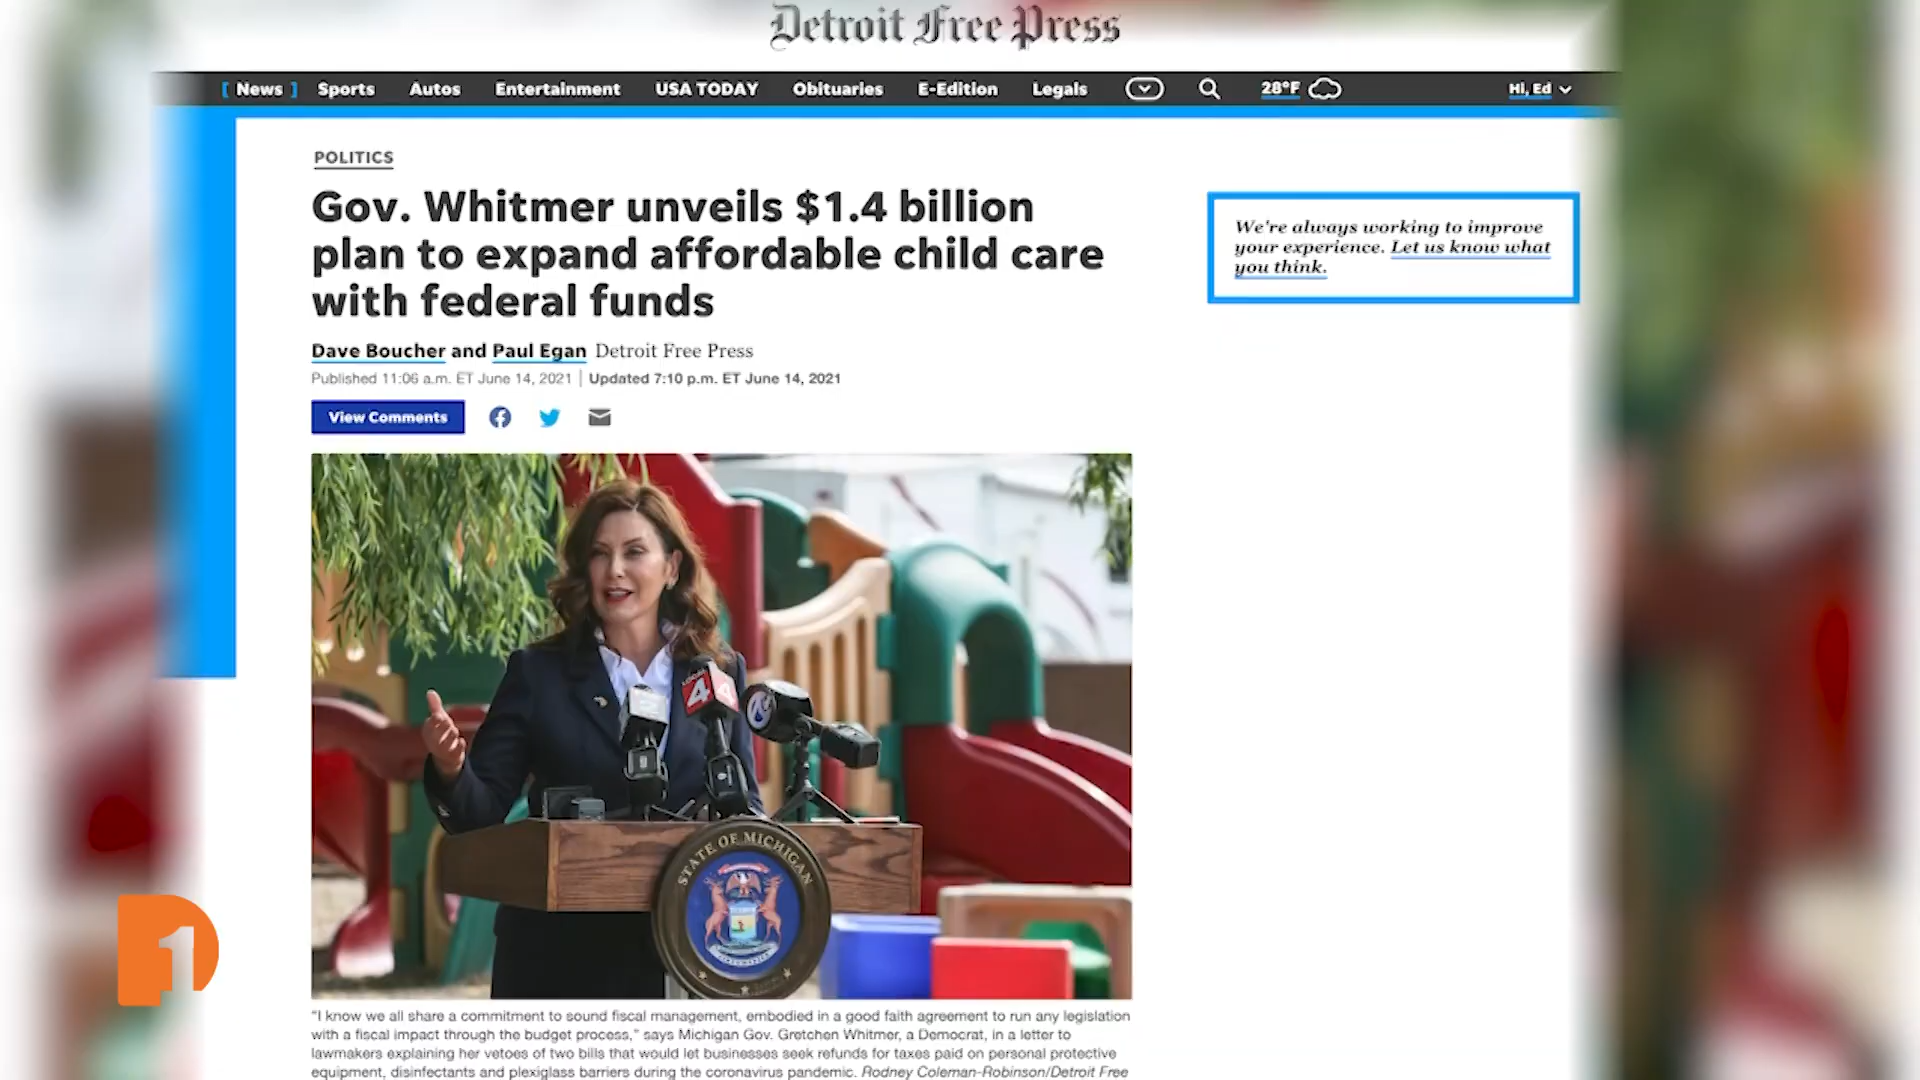 Detroit Free Press
[ News ] Sports Autos Entertainment USA TODAY Obituaries E-Edition Legals 28°F Hi, Ed
POLITICS
Gov. Whitmer unveils $1.4 billion
plan to expand affordable child care
with federal funds
We're always working to improve
your experience. Let us know what
you think.
Dave Boucher and Paul Egan Detroit Free Press
Published 11:06 a.m. ET June 14, 2021 | Updated 7:10 p.m. ET June 14, 2021
View Comments
4
STATE OF MICHIGAN
1
"I know we all share a commitment to sound fiscal management, embodied in a good faith agreement to run any legislation
with a fiscal impact through the budget process," says Michigan Gov. Gretchen Whitmer, a Democrat, in a letter to
lawmakers explaining her vetoes of two bills that would let businesses seek refunds for taxes paid on personal protective
equipment, disinfectants and plexiglass barriers during the coronavirus pandemic. Rodney Coleman-Robinson/Detroit Free